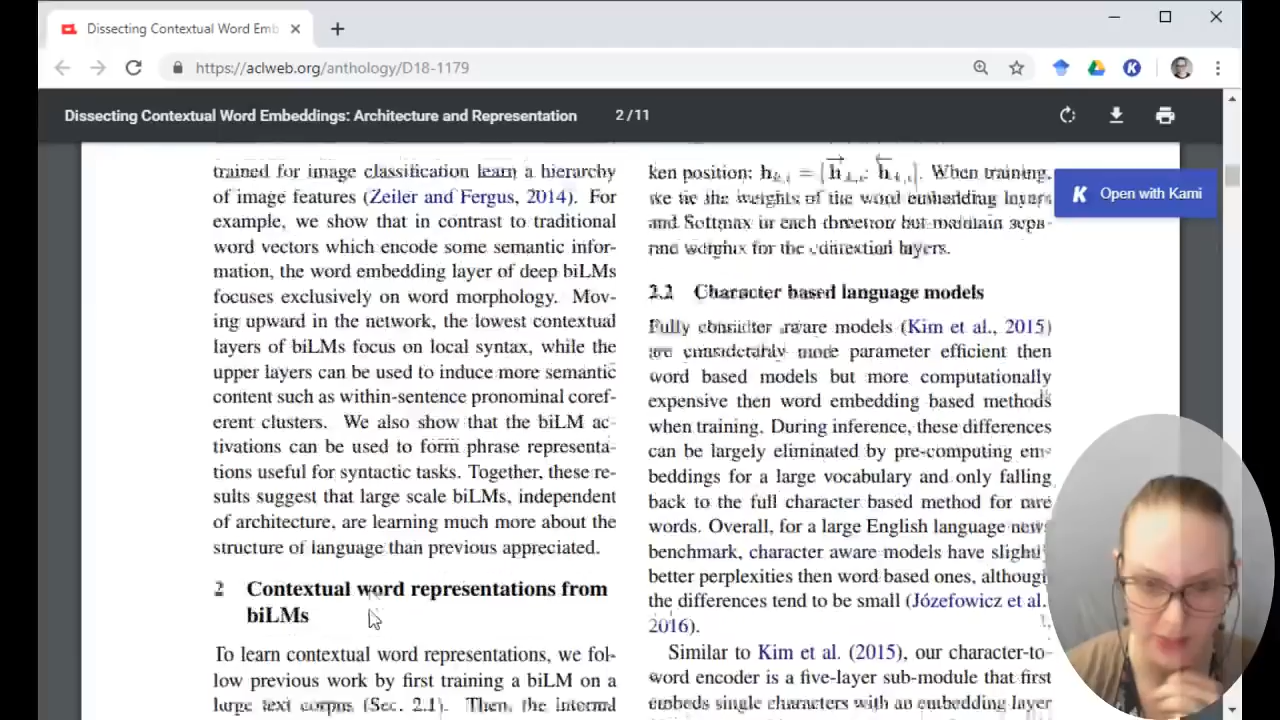 Dissecting Contextual Word Emb
https://aclweb.org/anthology/D18-1179
Dissecting Contextual Word Embeddings: Architecture and Representation
2 / 11
K Open with Kami
trained for image classification learn a hierarchy
of image features (Zeiler and Fergus, 2014). For
example, we show that in contrast to traditional
word vectors which encode some semantic infor-
mation, the word embedding layer of deep biLMs
focuses exclusively on word morphology. Mov-
ing upward in the network, the lowest contextual
layers of biLMs focus on local syntax, while the
upper layers can be used to induce more semantic
content such as within-sentence pronominal coref-
erent clusters. We also show that the biLM ac-
tivations can be used to form phrase representa-
tions useful for syntactic tasks. Together, these re-
sults suggest that large scale biLMs, independent
of architecture, are learning much more about the
structure of language than previous appreciated.
2 Contextual word representations from
biLMs
To learn contextual word representations, we fol-
low previous work by first training a biLM on a
large text corpus (Sec. 2.1). Then, the internal
ken position: When training,
the weights of the word embedding layers
and Softmax in each direction but maintain sepa-
weights for the direction layers.
2.2 Character based language models
Fully character aware models (Kim et al., 2015)
are considerably more parameter efficient then
word based models but more computationally
expensive then word embedding based methods
when training. During inference, these differences
can be largely eliminated by pre-computing em-
beddings for a large vocabulary and only falling
back to the full character based method for rare
words. Overall, for a large English language news
benchmark, character aware models have slightly
better perplexities then word based ones, although
the differences tend to be small (Józefowicz et al.
2016).
Similar to Kim et al. (2015), our character-to-
word encoder is a five-layer sub-module that first
embeds single characters with an embedding layer